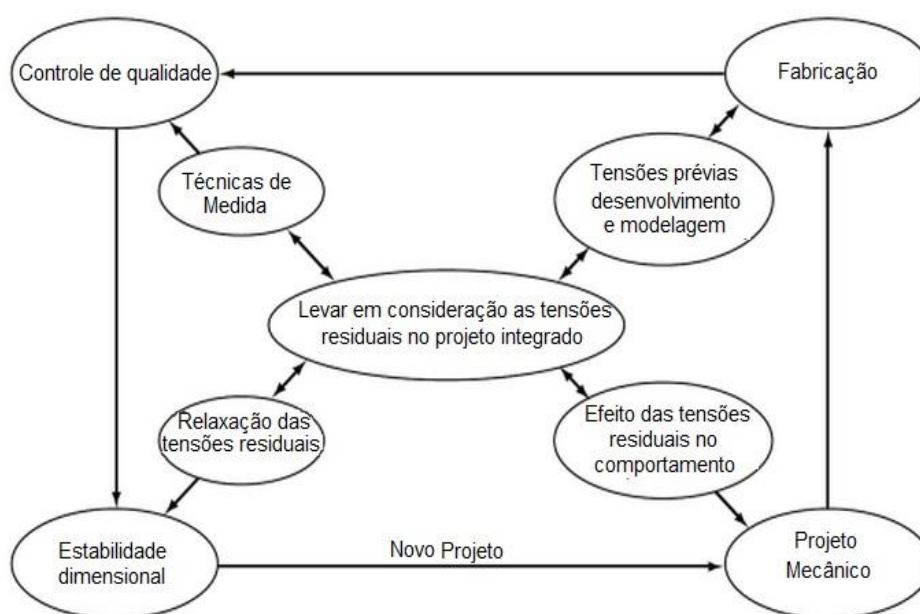 Controle de qualidade
Fabricação
Técnicas de
Medida
Tensões prévias
desenvolvimento
e modelagem
Levar em consideração as tensões
residuais no projeto integrado
Relaxação das
tensões residuais
Efeito das tensões
residuais no
comportamento
Estabilidade
dimensional
Novo Projeto
Projeto
Mecânico